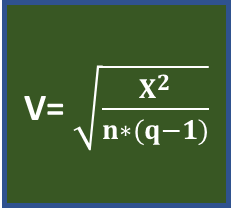 V= √(X²/(n*(q−1)))